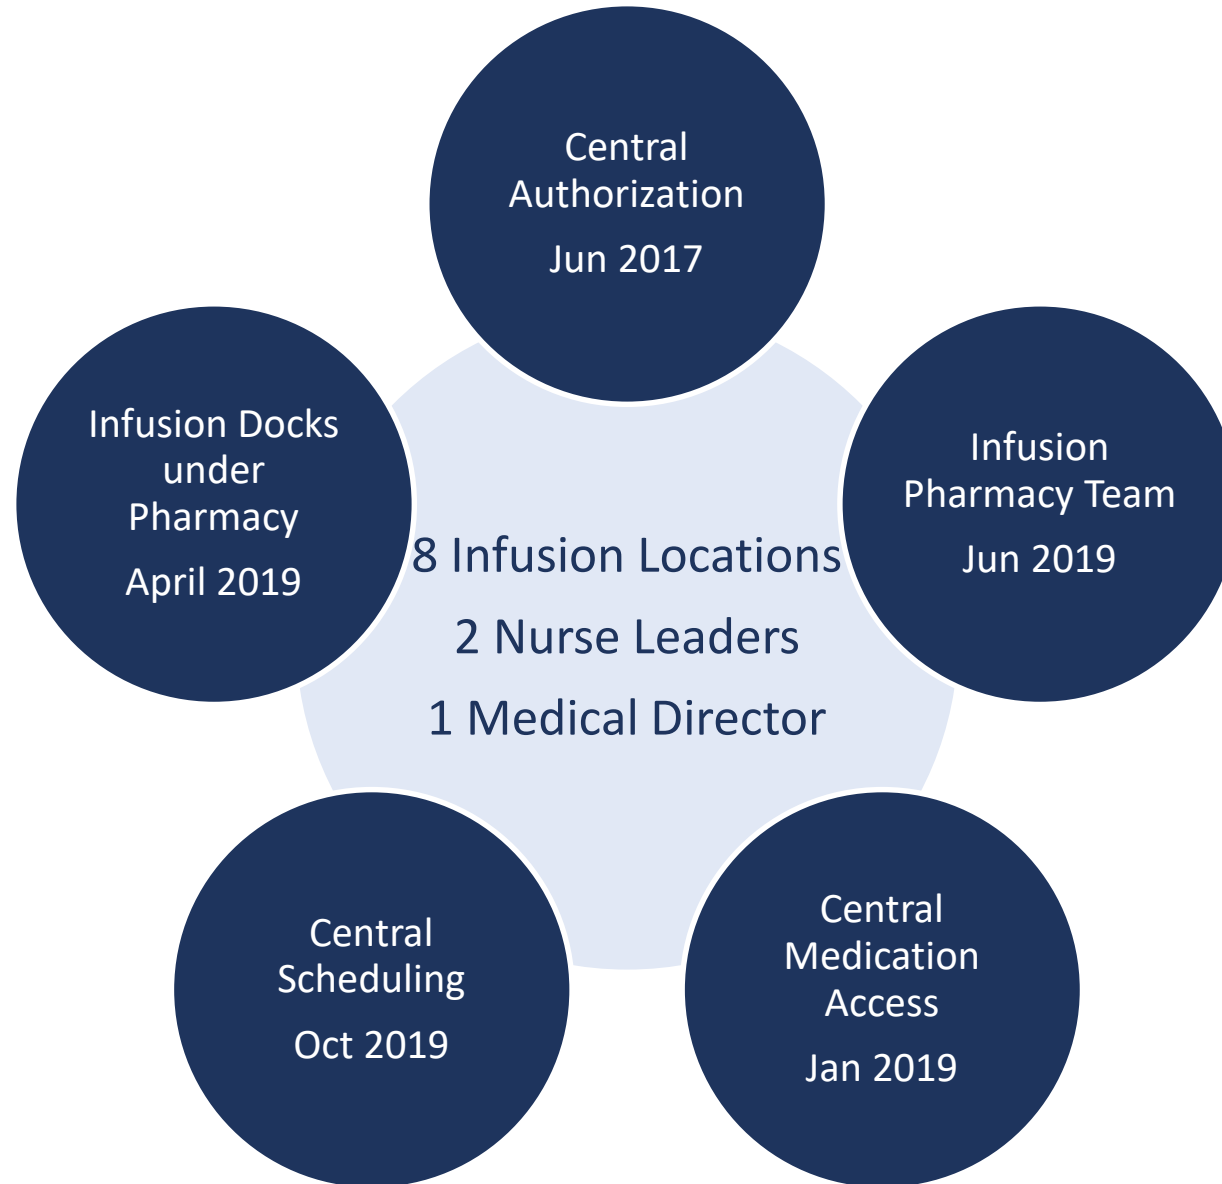 Central
Authorization
Jun 2017
Infusion
Pharmacy Team
Jun 2019
Central
Medication
Access
Jan 2019
Central
Scheduling
Oct 2019
Infusion Docks
under
Pharmacy
April 2019
8 Infusion Locations
2 Nurse Leaders
1 Medical Director